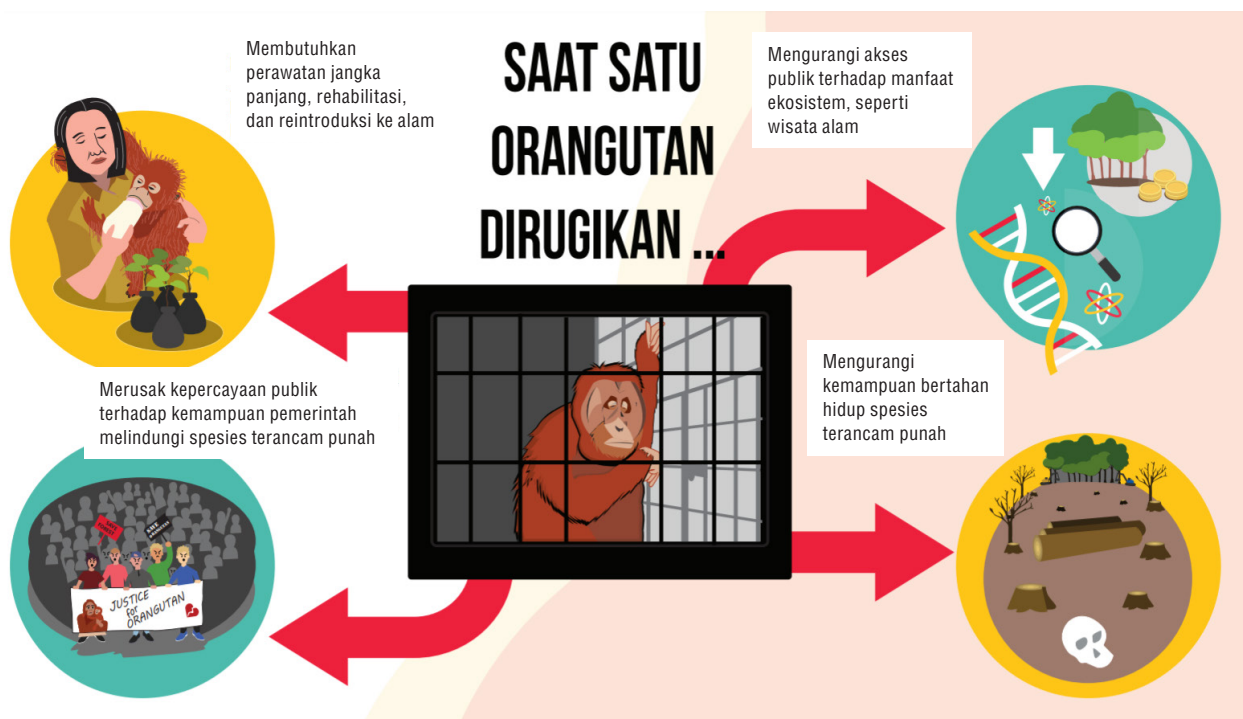 SAAT SATU
ORANGUTAN
DIRUGIKAN ...
Membutuhkan
perawatan jangka
panjang, rehabilitasi,
dan reintroduksi ke alam
Mengurangi akses
publik terhadap manfaat
ekosistem, seperti
wisata alam
Merusak kepercayaan publik
terhadap kemampuan pemerintah
melindungi spesies terancam punah
Mengurangi
kemampuan bertahan
hidup spesies
terancam punah
JUSTICE
for
ORANGUTAN